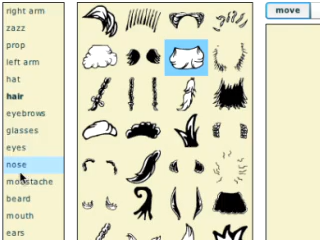 right arm
move
zazz
prop
left arm
hat
hair
eyebrows
glasses
eyes
nose
moustache
beard
mouth
ears